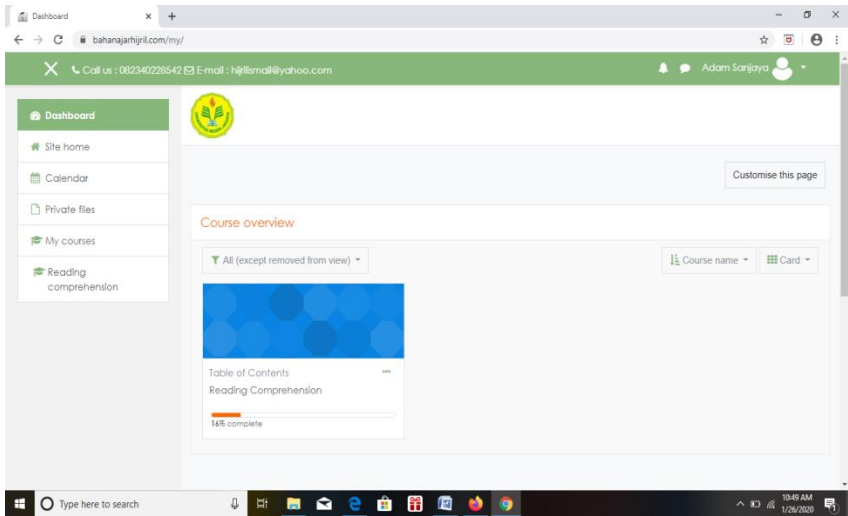 Dashboard
bahanajarhijril.com/my/
Call us : 082340228542 E-mail : hijrilismail@yahoo.com
Adam Sanjaya
Dashboard
Site home
Calendar
Private files
My courses
Reading
comprehension
Customise this page
Course overview
All (except removed from view)
Course name
Card
Table of Contents
Reading Comprehension
16% complete
Type here to search
10:49 AM
1/26/2020